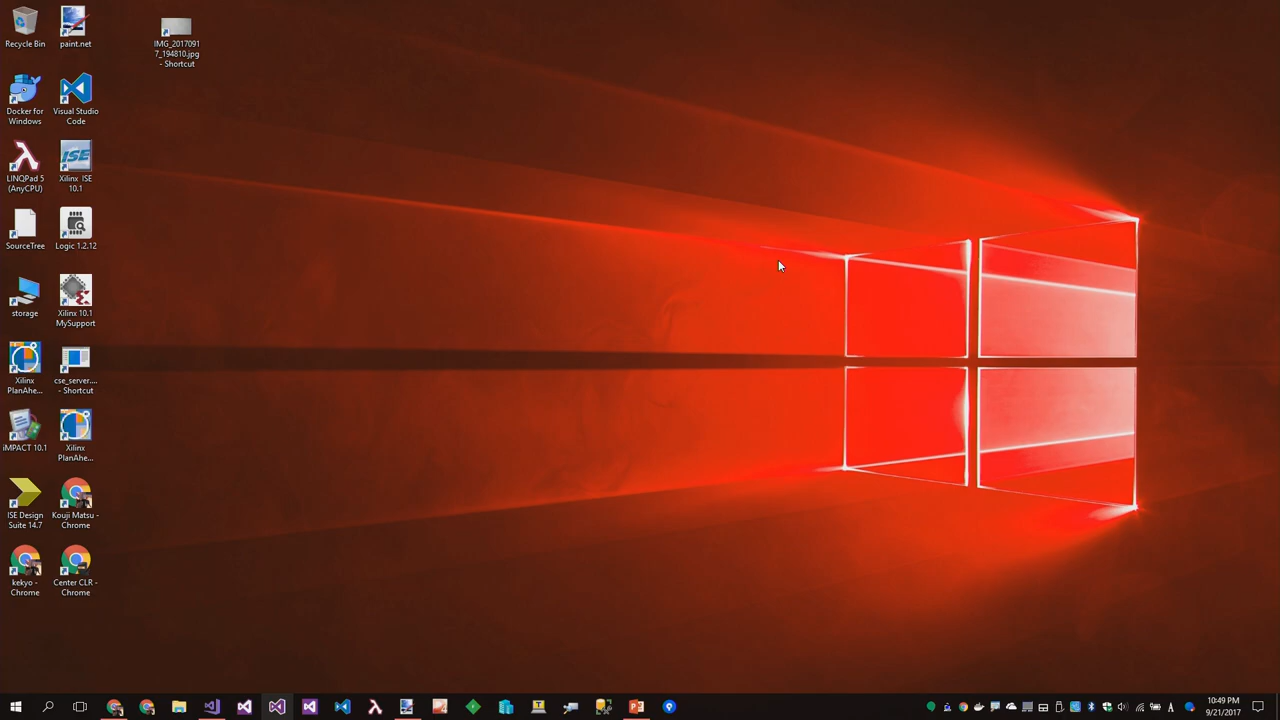 Recycle Bin
paint.net
IMG_2017091
7_194810.jpg
- Shortcut
Docker for
Windows
Visual Studio
Code
LINQPad 5
(AnyCPU)
ISE
Xilinx ISE
10.1
SourceTree
Logic 1.2.12
storage
Xilinx 10.1
MySupport
Xilinx
PlanAhe...
cse_server....
- Shortcut
iMPACT 10.1
Xilinx
PlanAhe...
ISE Design
Suite 14.7
Kouji Matsu -
Chrome
kekyo -
Chrome
Center CLR -
Chrome
10:49 PM
9/21/2017